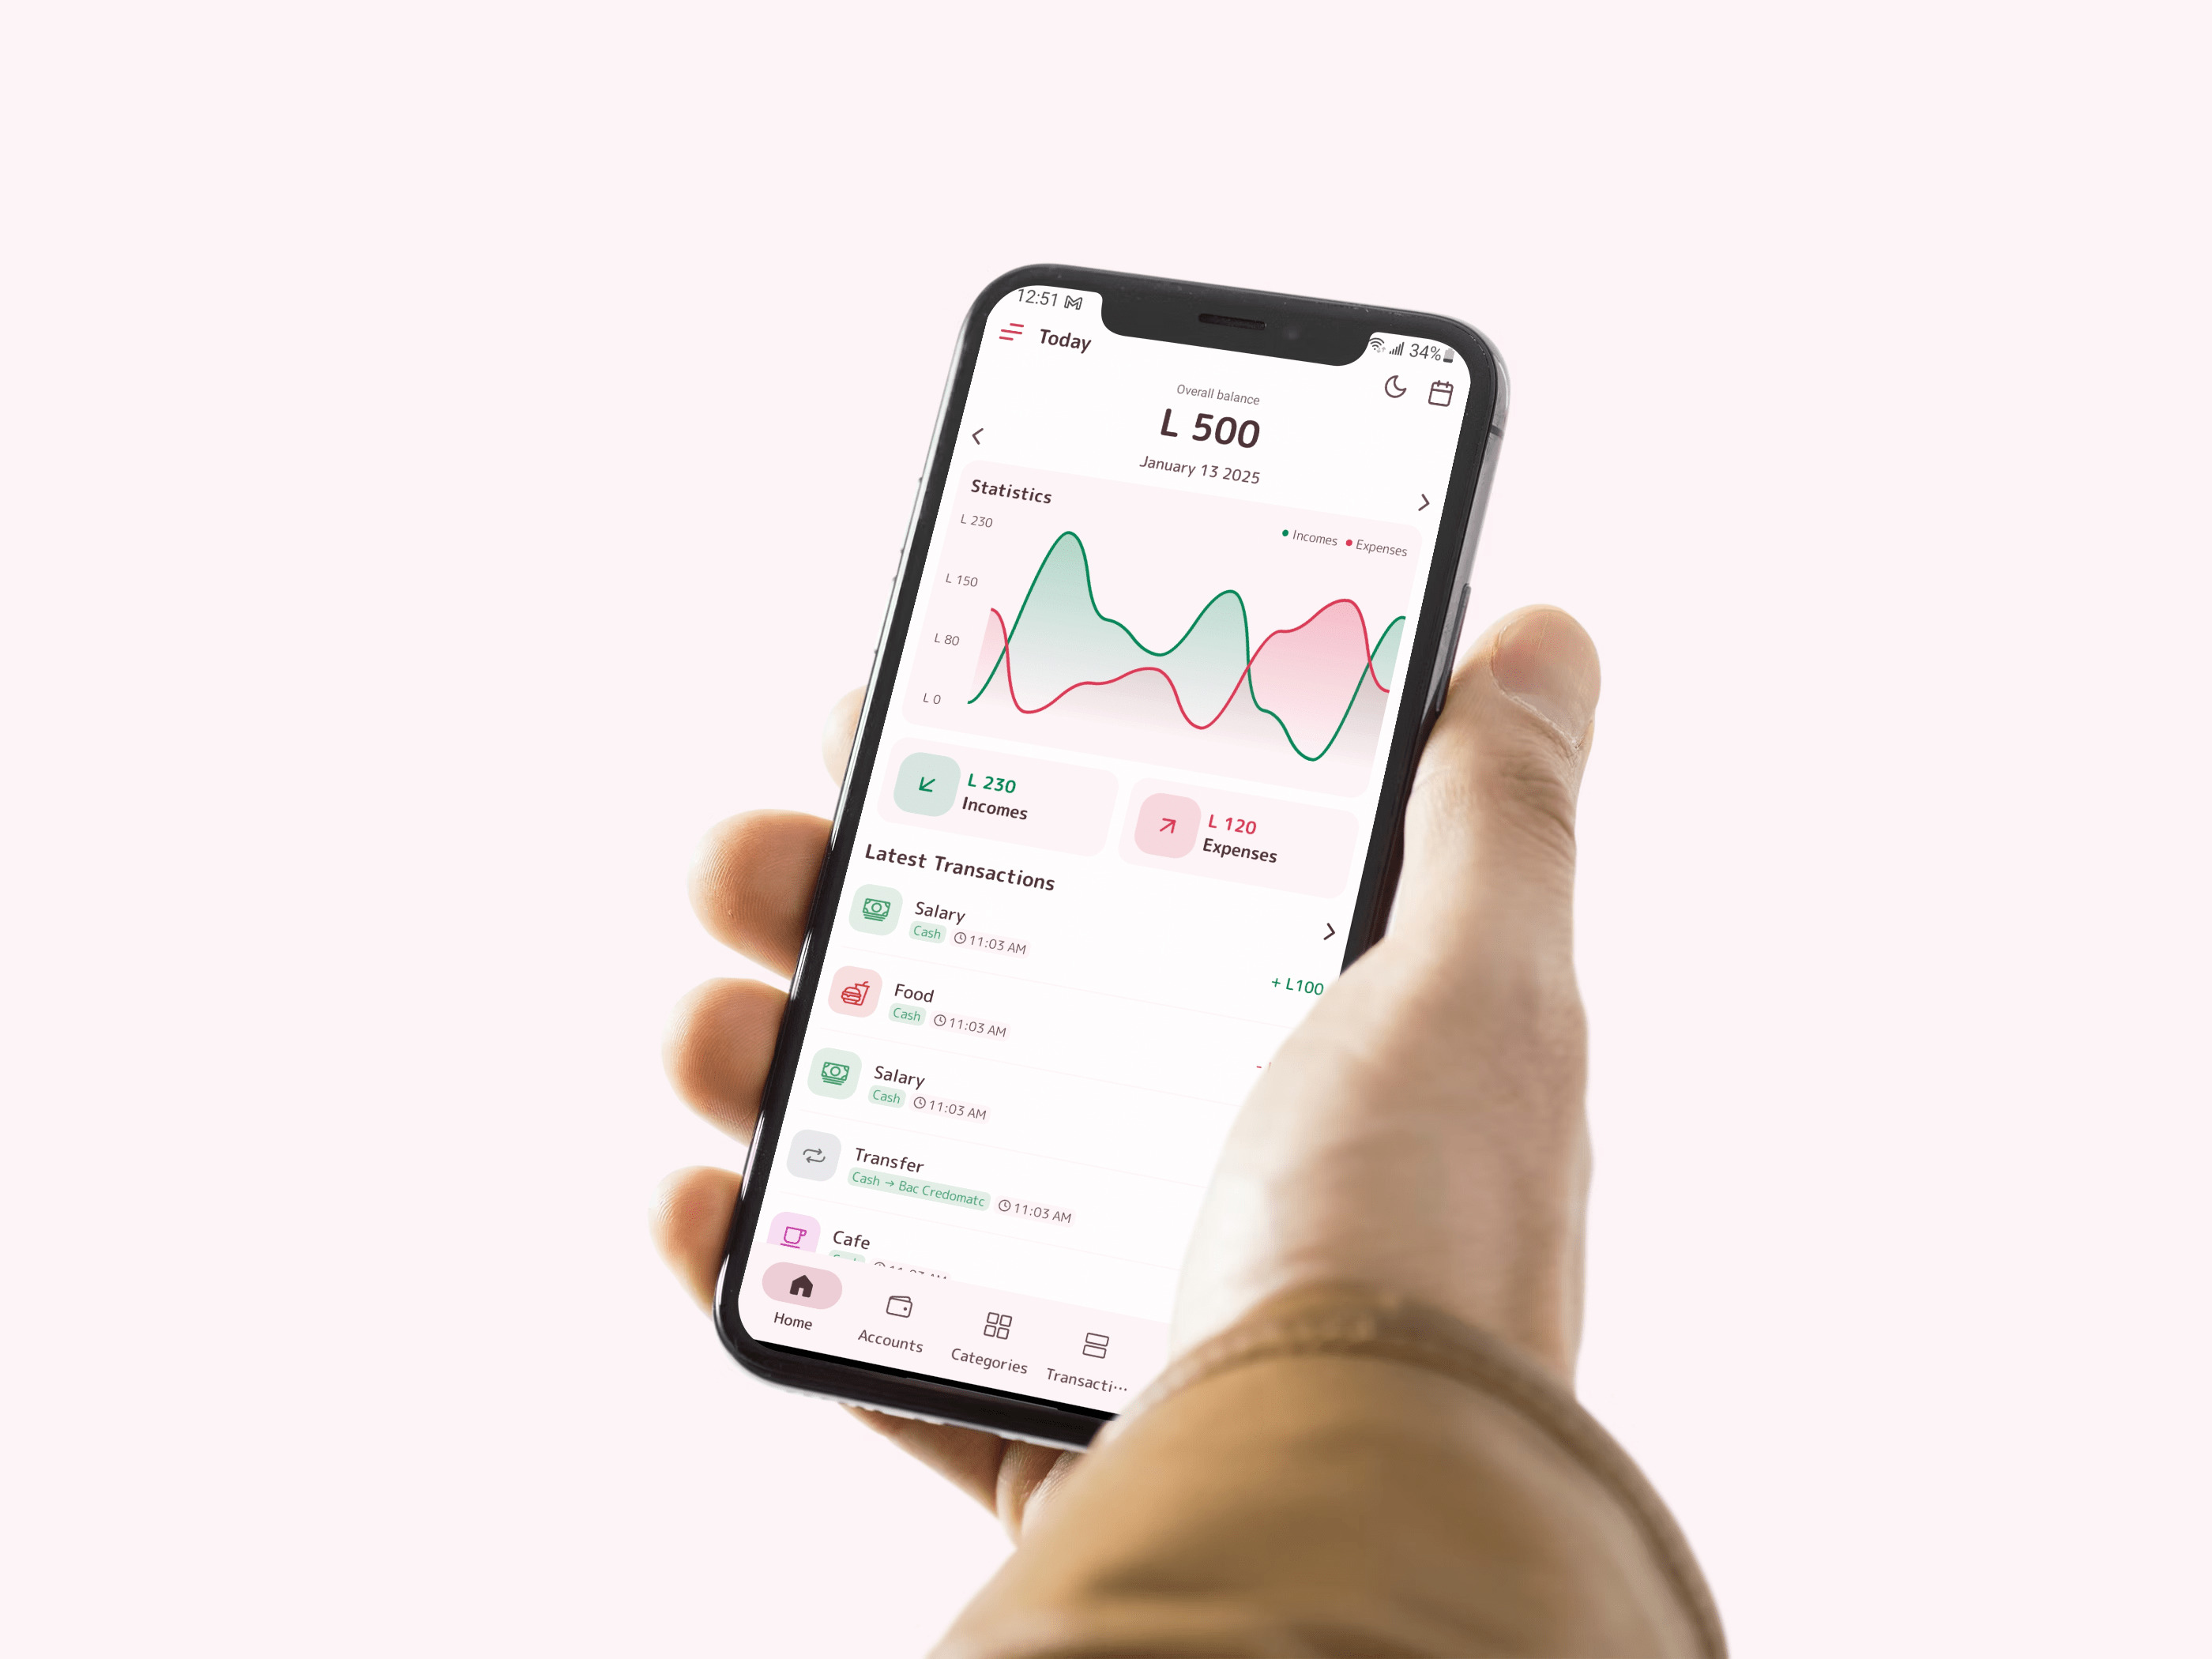 12:51
34%
Today
Overall balance
L 500
January 13 2025
Statistics
Incomes Expenses
L 230
L 150
L 80
L 0
L 230
Incomes
L 120
Expenses
Latest Transactions
Salary
Cash 11:03 AM
+ L100
Food
Cash 11:03 AM
-
Salary
Cash 11:03 AM
Transfer
Cash → Bac Credomatc 11:03 AM
Cafe
Home
Accounts
Categories
Transacti...